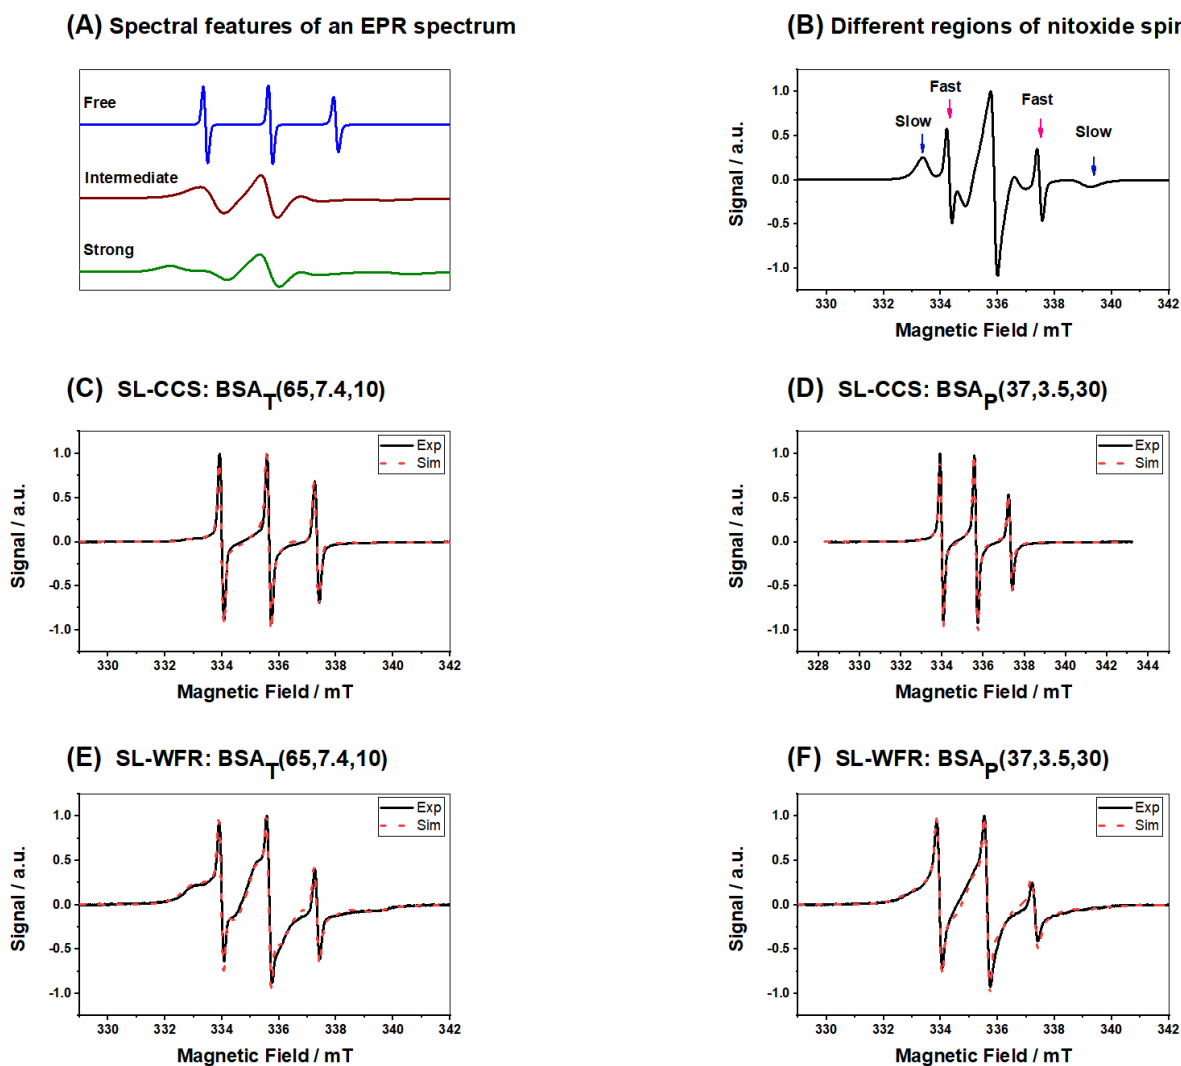 (A) Spectral features of an EPR spectrum
Free
Intermediate
Strong
(B) Different regions of nitoxide spin
Signal / a.u.
1.0
0.5
0.0
-0.5
-1.0
Slow
Fast
Fast
Slow
330 332 334 336 338 340 342
Magnetic Field / mT
(C) SL-CCS: BSAT(65,7.4,10)
Signal / a.u.
1.0
0.5
0.0
-0.5
-1.0
Exp
Sim
330 332 334 336 338 340 342
Magnetic Field / mT
(D) SL-CCS: BSAP(37,3.5,30)
Signal / a.u.
1.0
0.5
0.0
-0.5
-1.0
Exp
Sim
328 330 332 334 336 338 340 342 344
Magnetic Field / mT
(E) SL-WFR: BSAT(65,7.4,10)
Signal / a.u.
1.0
0.5
0.0
-0.5
-1.0
Exp
Sim
330 332 334 336 338 340 342
Magnetic Field / mT
(F) SL-WFR: BSAP(37,3.5,30)
Signal / a.u.
1.0
0.5
0.0
-0.5
-1.0
Exp
Sim
330 332 334 336 338 340 342
Magnetic Field / mT